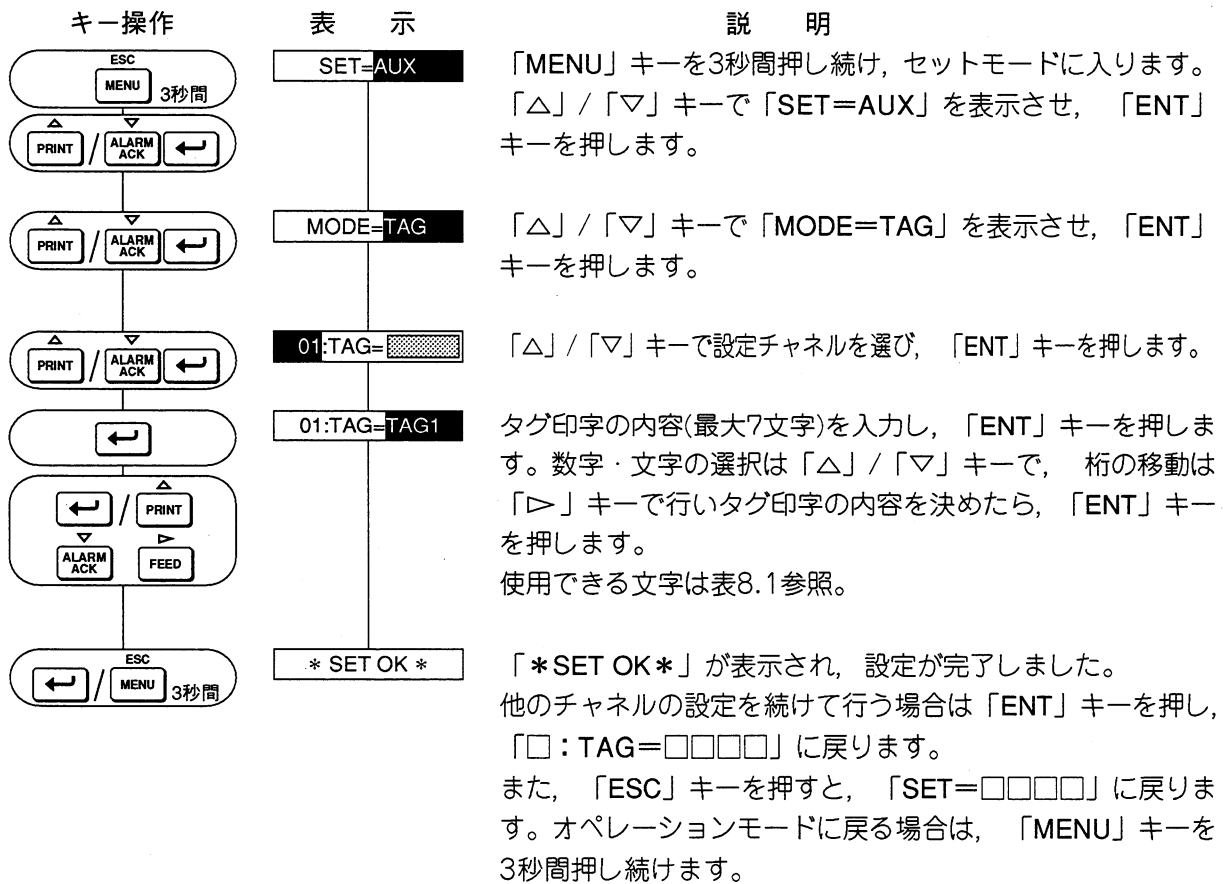 キー操作 表 示 説 明
ESC
MENU 3秒間
△ ▽
PRINT / ALARM ACK ↵
SET=AUX
「MENU」キーを3秒間押し続け，セットモードに入ります。
「△」/「▽」キーで「SET＝AUX」を表示させ，「ENT」
キーを押します。
△ ▽
PRINT / ALARM ACK ↵
MODE=TAG
「△」/「▽」キーで「MODE＝TAG」を表示させ，「ENT」
キーを押します。
△ ▽
PRINT / ALARM ACK ↵
01:TAG=
「△」/「▽」キーで設定チャネルを選び，「ENT」キーを押します。
↵
01:TAG=TAG1
タグ印字の内容(最大7文字)を入力し，「ENT」キーを押しま
す。数字・文字の選択は「△」/「▽」キーで，桁の移動は
「▷」キーで行いタグ印字の内容を決めたら，「ENT」キー
を押します。
使用できる文字は表8.1参照。
△
↵ / PRINT
▽ ▷
ALARM ACK FEED
ESC
↵ / MENU 3秒間
＊ SET OK ＊
「＊SET OK＊」が表示され，設定が完了しました。
他のチャネルの設定を続けて行う場合は「ENT」キーを押し，
「□：TAG＝□□□□」に戻ります。
また，「ESC」キーを押すと，「SET＝□□□□」に戻りま
す。オペレーションモードに戻る場合は，「MENU」キーを
3秒間押し続けます。